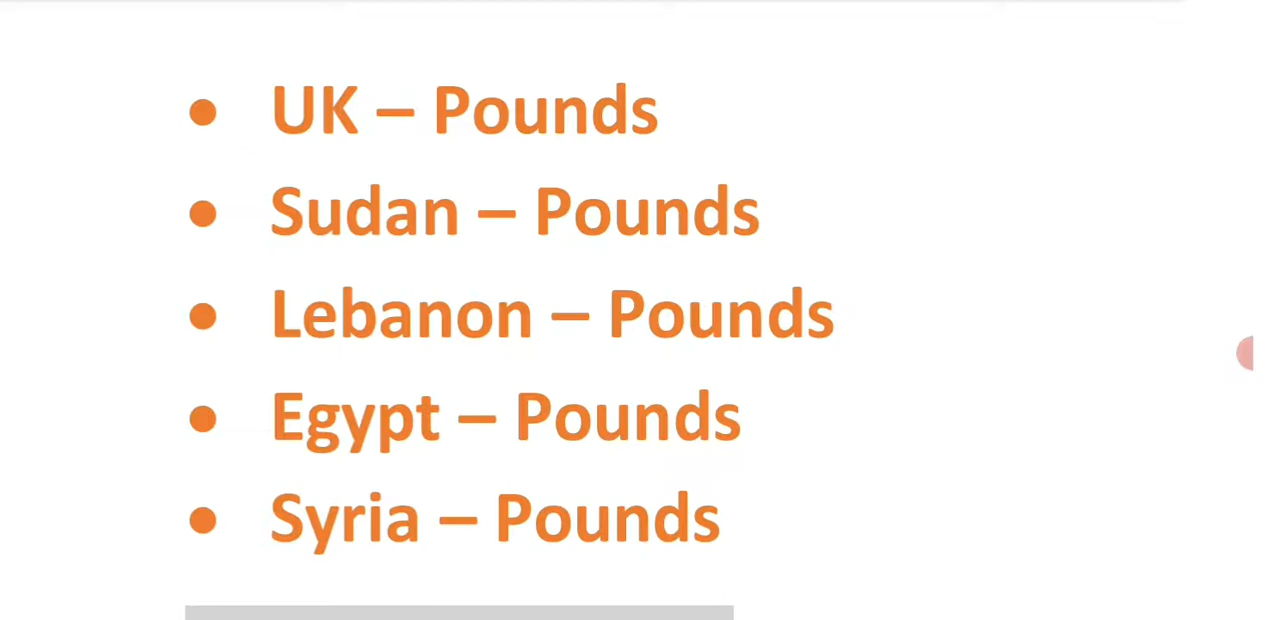 • UK – Pounds
• Sudan – Pounds
• Lebanon – Pounds
• Egypt – Pounds
• Syria – Pounds